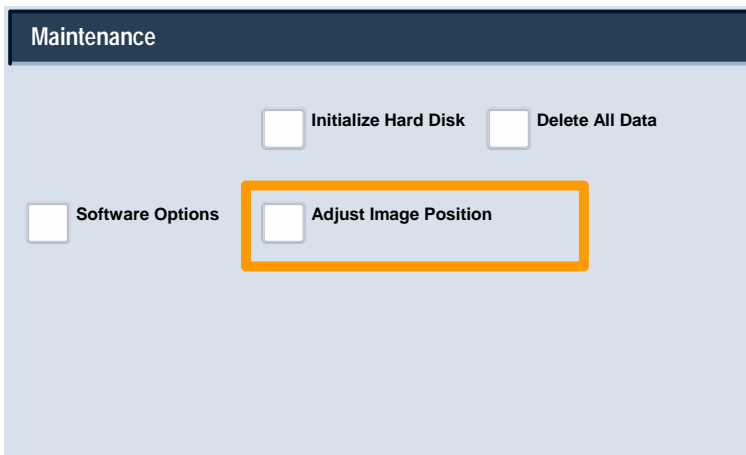 Maintenance
Initialize Hard Disk
Delete All Data
Software Options
Adjust Image Position